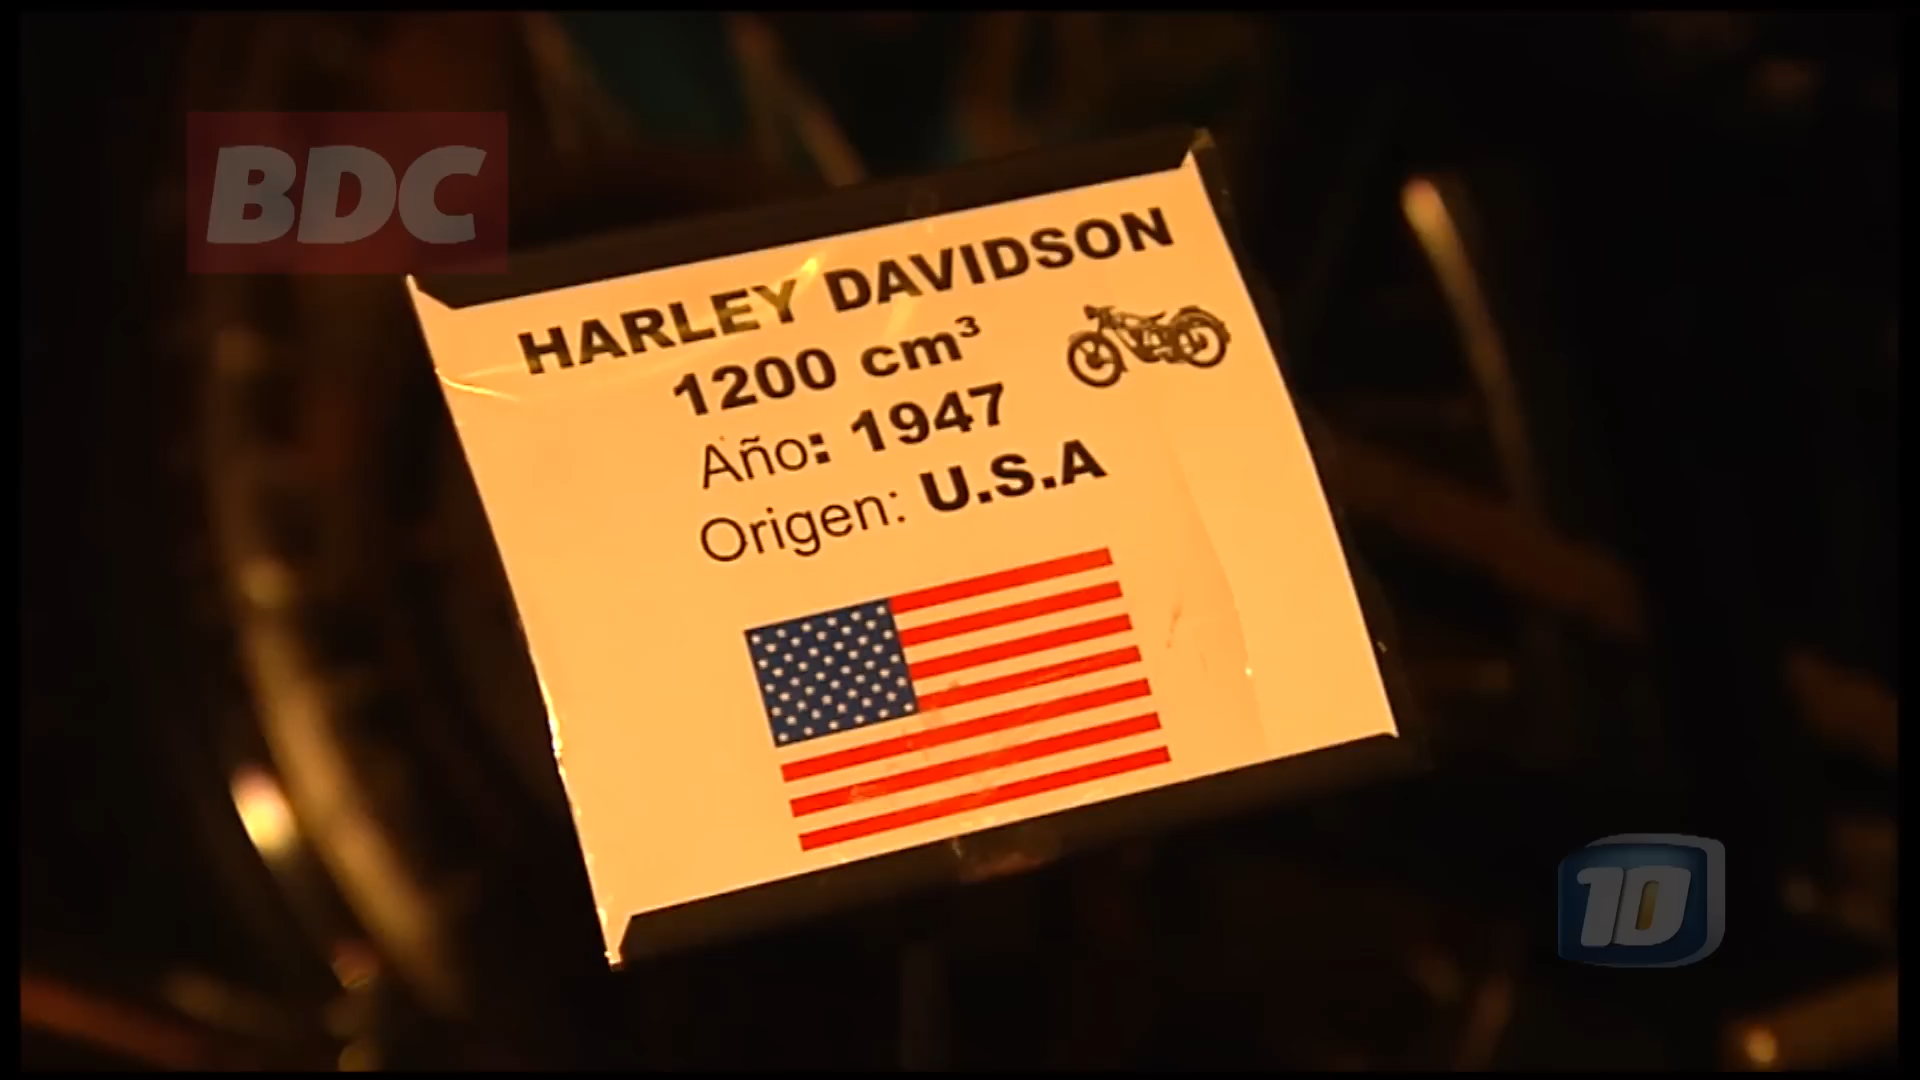 BDC
HARLEY DAVIDSON
1200 cm³
Año: 1947
Origen: U.S.A
10